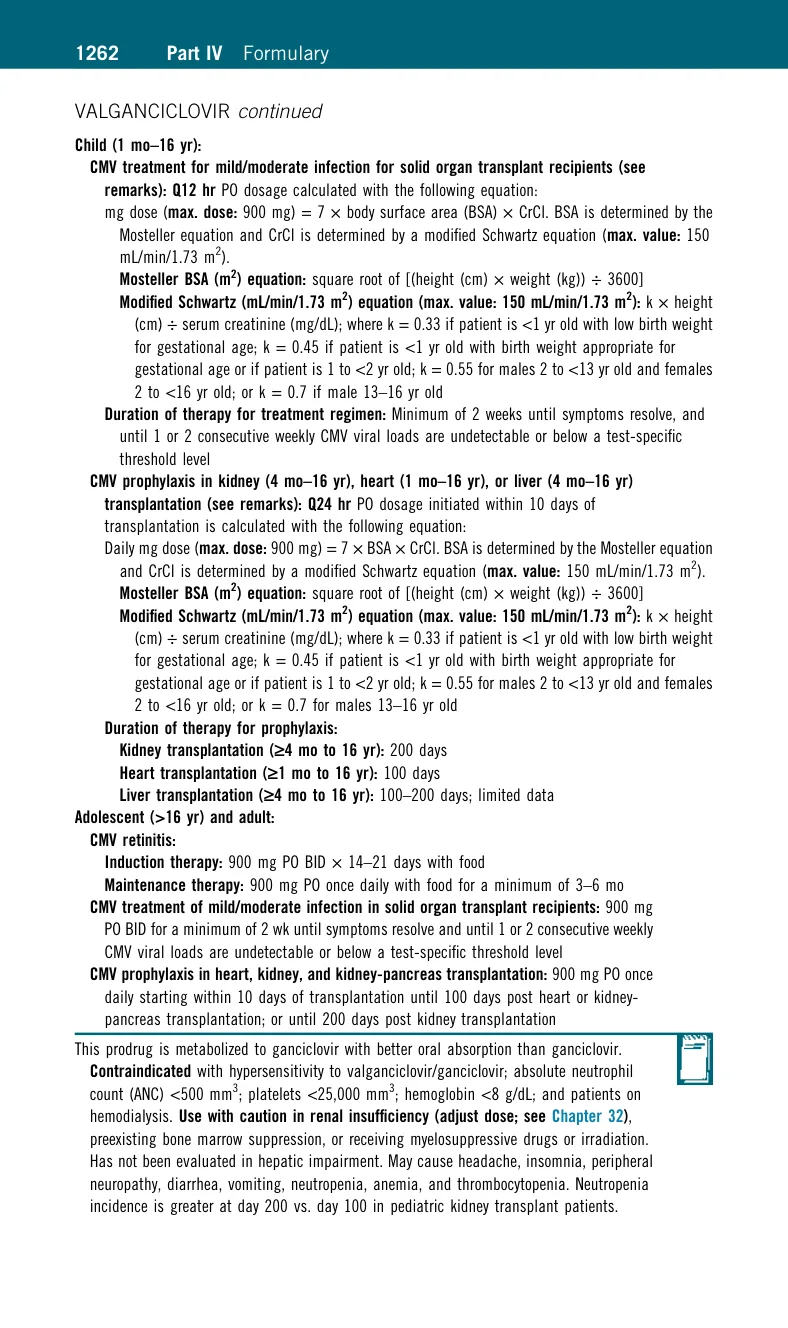 1262 Part IV Formulary
VALGANCICLOVIR continued
Child (1 mo–16 yr):
CMV treatment for mild/moderate infection for solid organ transplant recipients (see
remarks): Q12 hr PO dosage calculated with the following equation:
mg dose (max. dose: 900 mg) = 7 × body surface area (BSA) × CrCl. BSA is determined by the
Mosteller equation and CrCl is determined by a modified Schwartz equation (max. value: 150
mL/min/1.73 m²).
Mosteller BSA (m²) equation: square root of [(height (cm) × weight (kg)) ÷ 3600]
Modified Schwartz (mL/min/1.73 m²) equation (max. value: 150 mL/min/1.73 m²): k × height
(cm) ÷ serum creatinine (mg/dL); where k = 0.33 if patient is <1 yr old with low birth weight
for gestational age; k = 0.45 if patient is <1 yr old with birth weight appropriate for
gestational age or if patient is 1 to <2 yr old; k = 0.55 for males 2 to <13 yr old and females
2 to <16 yr old; or k = 0.7 if male 13–16 yr old
Duration of therapy for treatment regimen: Minimum of 2 weeks until symptoms resolve, and
until 1 or 2 consecutive weekly CMV viral loads are undetectable or below a test-specific
threshold level
CMV prophylaxis in kidney (4 mo–16 yr), heart (1 mo–16 yr), or liver (4 mo–16 yr)
transplantation (see remarks): Q24 hr PO dosage initiated within 10 days of
transplantation is calculated with the following equation:
Daily mg dose (max. dose: 900 mg) = 7 × BSA × CrCl. BSA is determined by the Mosteller equation
and CrCl is determined by a modified Schwartz equation (max. value: 150 mL/min/1.73 m²).
Mosteller BSA (m²) equation: square root of [(height (cm) × weight (kg)) ÷ 3600]
Modified Schwartz (mL/min/1.73 m²) equation (max. value: 150 mL/min/1.73 m²): k × height
(cm) ÷ serum creatinine (mg/dL); where k = 0.33 if patient is <1 yr old with low birth weight
for gestational age; k = 0.45 if patient is <1 yr old with birth weight appropriate for
gestational age or if patient is 1 to <2 yr old; k = 0.55 for males 2 to <13 yr old and females
2 to <16 yr old; or k = 0.7 for males 13–16 yr old
Duration of therapy for prophylaxis:
Kidney transplantation (≥4 mo to 16 yr): 200 days
Heart transplantation (≥1 mo to 16 yr): 100 days
Liver transplantation (≥4 mo to 16 yr): 100–200 days; limited data
Adolescent (>16 yr) and adult:
CMV retinitis:
Induction therapy: 900 mg PO BID × 14–21 days with food
Maintenance therapy: 900 mg PO once daily with food for a minimum of 3–6 mo
CMV treatment of mild/moderate infection in solid organ transplant recipients: 900 mg
PO BID for a minimum of 2 wk until symptoms resolve and until 1 or 2 consecutive weekly
CMV viral loads are undetectable or below a test-specific threshold level
CMV prophylaxis in heart, kidney, and kidney-pancreas transplantation: 900 mg PO once
daily starting within 10 days of transplantation until 100 days post heart or kidney-
pancreas transplantation; or until 200 days post kidney transplantation
This prodrug is metabolized to ganciclovir with better oral absorption than ganciclovir.
Contraindicated with hypersensitivity to valganciclovir/ganciclovir; absolute neutrophil
count (ANC) <500 mm³; platelets <25,000 mm³; hemoglobin <8 g/dL; and patients on
hemodialysis. Use with caution in renal insufficiency (adjust dose; see Chapter 32),
preexisting bone marrow suppression, or receiving myelosuppressive drugs or irradiation.
Has not been evaluated in hepatic impairment. May cause headache, insomnia, peripheral
neuropathy, diarrhea, vomiting, neutropenia, anemia, and thrombocytopenia. Neutropenia
incidence is greater at day 200 vs. day 100 in pediatric kidney transplant patients.